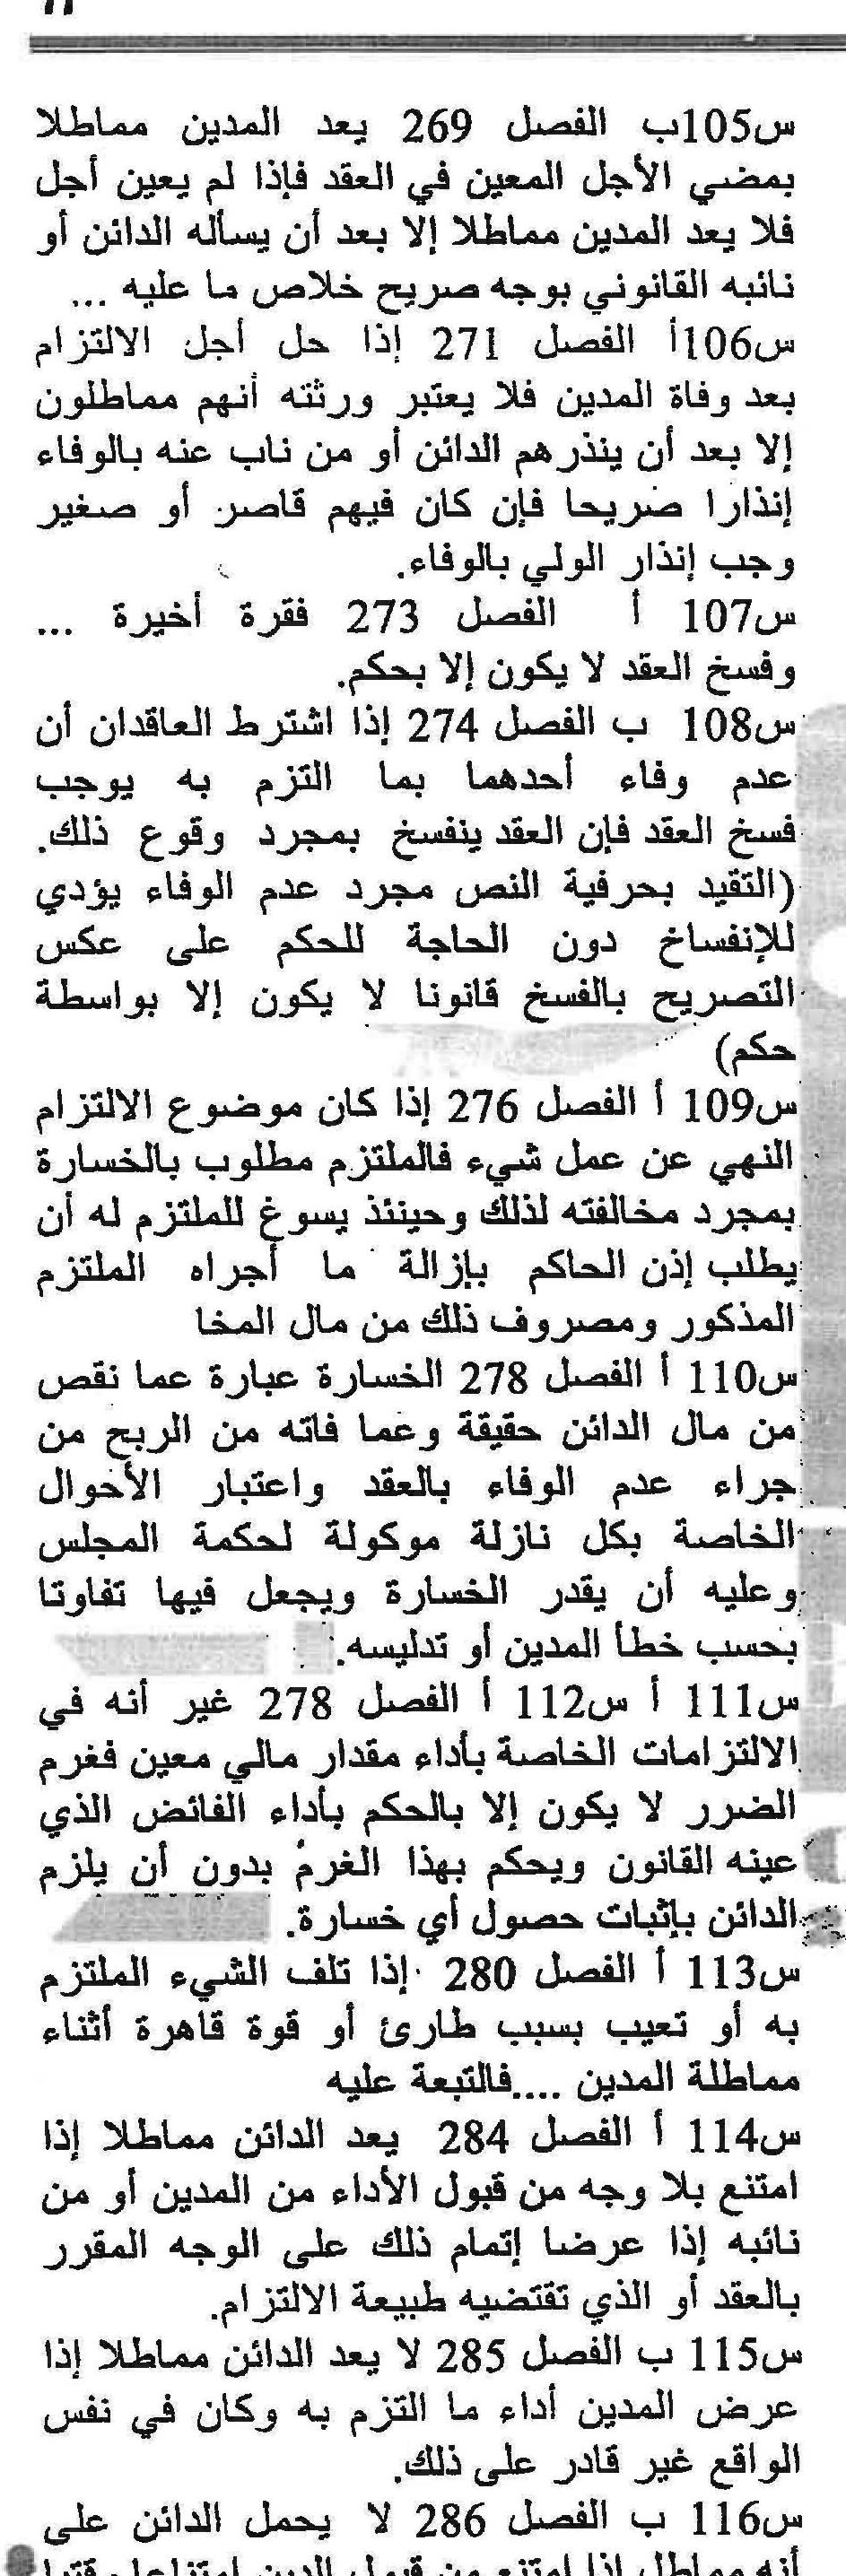 س105ب الفصل 269 يعد المدين مماطلا
بمضي الأجل المعين في العقد فإذا لم يعين أجل
فلا يعد المدين مماطلا إلا بعد أن يسأله الدائن أو
نائبه القانوني بوجه صريح خلاص ما عليه ...
س106أ الفصل 271 إذا حل أجل الالتزام
بعد وفاة المدين فلا يعتبر ورثته أنهم مماطلون
إلا بعد أن ينذرهم الدائن أو من ناب عنه بالوفاء
إنذارا صريحا فإن كان فيهم قاصر أو صغير
وجب إنذار الولي بالوفاء.
س107 أ الفصل 273 فقرة أخيرة ...
وفسخ العقد لا يكون إلا بحكم.
س108 ب الفصل 274 إذا اشترط العاقدان أن
عدم وفاء أحدهما بما التزم به يوجب
فسخ العقد فإن العقد ينفسخ بمجرد وقوع ذلك.
(التقيد بحرفية النص مجرد عدم الوفاء يؤدي
للإنفساخ دون الحاجة للحكم على عكس
التصريح بالفسخ قانونا لا يكون إلا بواسطة
حكم)
س109 أ الفصل 276 إذا كان موضوع الالتزام
النهي عن عمل شيء فالملتزم مطلوب بالخسارة
بمجرد مخالفته لذلك وحينئذ يسوغ للملتزم له أن
يطلب إذن الحاكم بإزالة ما أجراه الملتزم
المذكور ومصروف ذلك من مال المخا
س110 أ الفصل 278 الخسارة عبارة عما نقص
من مال الدائن حقيقة وعما فاته من الربح من
جراء عدم الوفاء بالعقد واعتبار الأحوال
الخاصة بكل نازلة موكولة لحكمة المجلس
وعليه أن يقدر الخسارة ويجعل فيها تفاوتا
بحسب خطأ المدين أو تدليسه.
س111 أ س112 أ الفصل 278 غير أنه في
الالتزامات الخاصة بأداء مقدار مالي معين فغرم
الضرر لا يكون إلا بالحكم بأداء الفائض الذي
عينه القانون ويحكم بهذا الغرم بدون أن يلزم
الدائن بإثبات حصول أي خسارة.
س113 أ الفصل 280 إذا تلف الشيء الملتزم
به أو تعيب بسبب طارئ أو قوة قاهرة أثناء
مماطلة المدين ....فالتبعة عليه
س114 أ الفصل 284 يعد الدائن مماطلا إذا
امتنع بلا وجه من قبول الأداء من المدين أو من
نائبه إذا عرضا إتمام ذلك على الوجه المقرر
بالعقد أو الذي تقتضيه طبيعة الالتزام.
س115 ب الفصل 285 لا يعد الدائن مماطلا إذا
عرض المدين أداء ما التزم به وكان في نفس
الواقع غير قادر على ذلك.
س116 ب الفصل 286 لا يحمل الدائن على
أنه مماطل إذا امتنع من قبول الدين امتناعا وقتيا